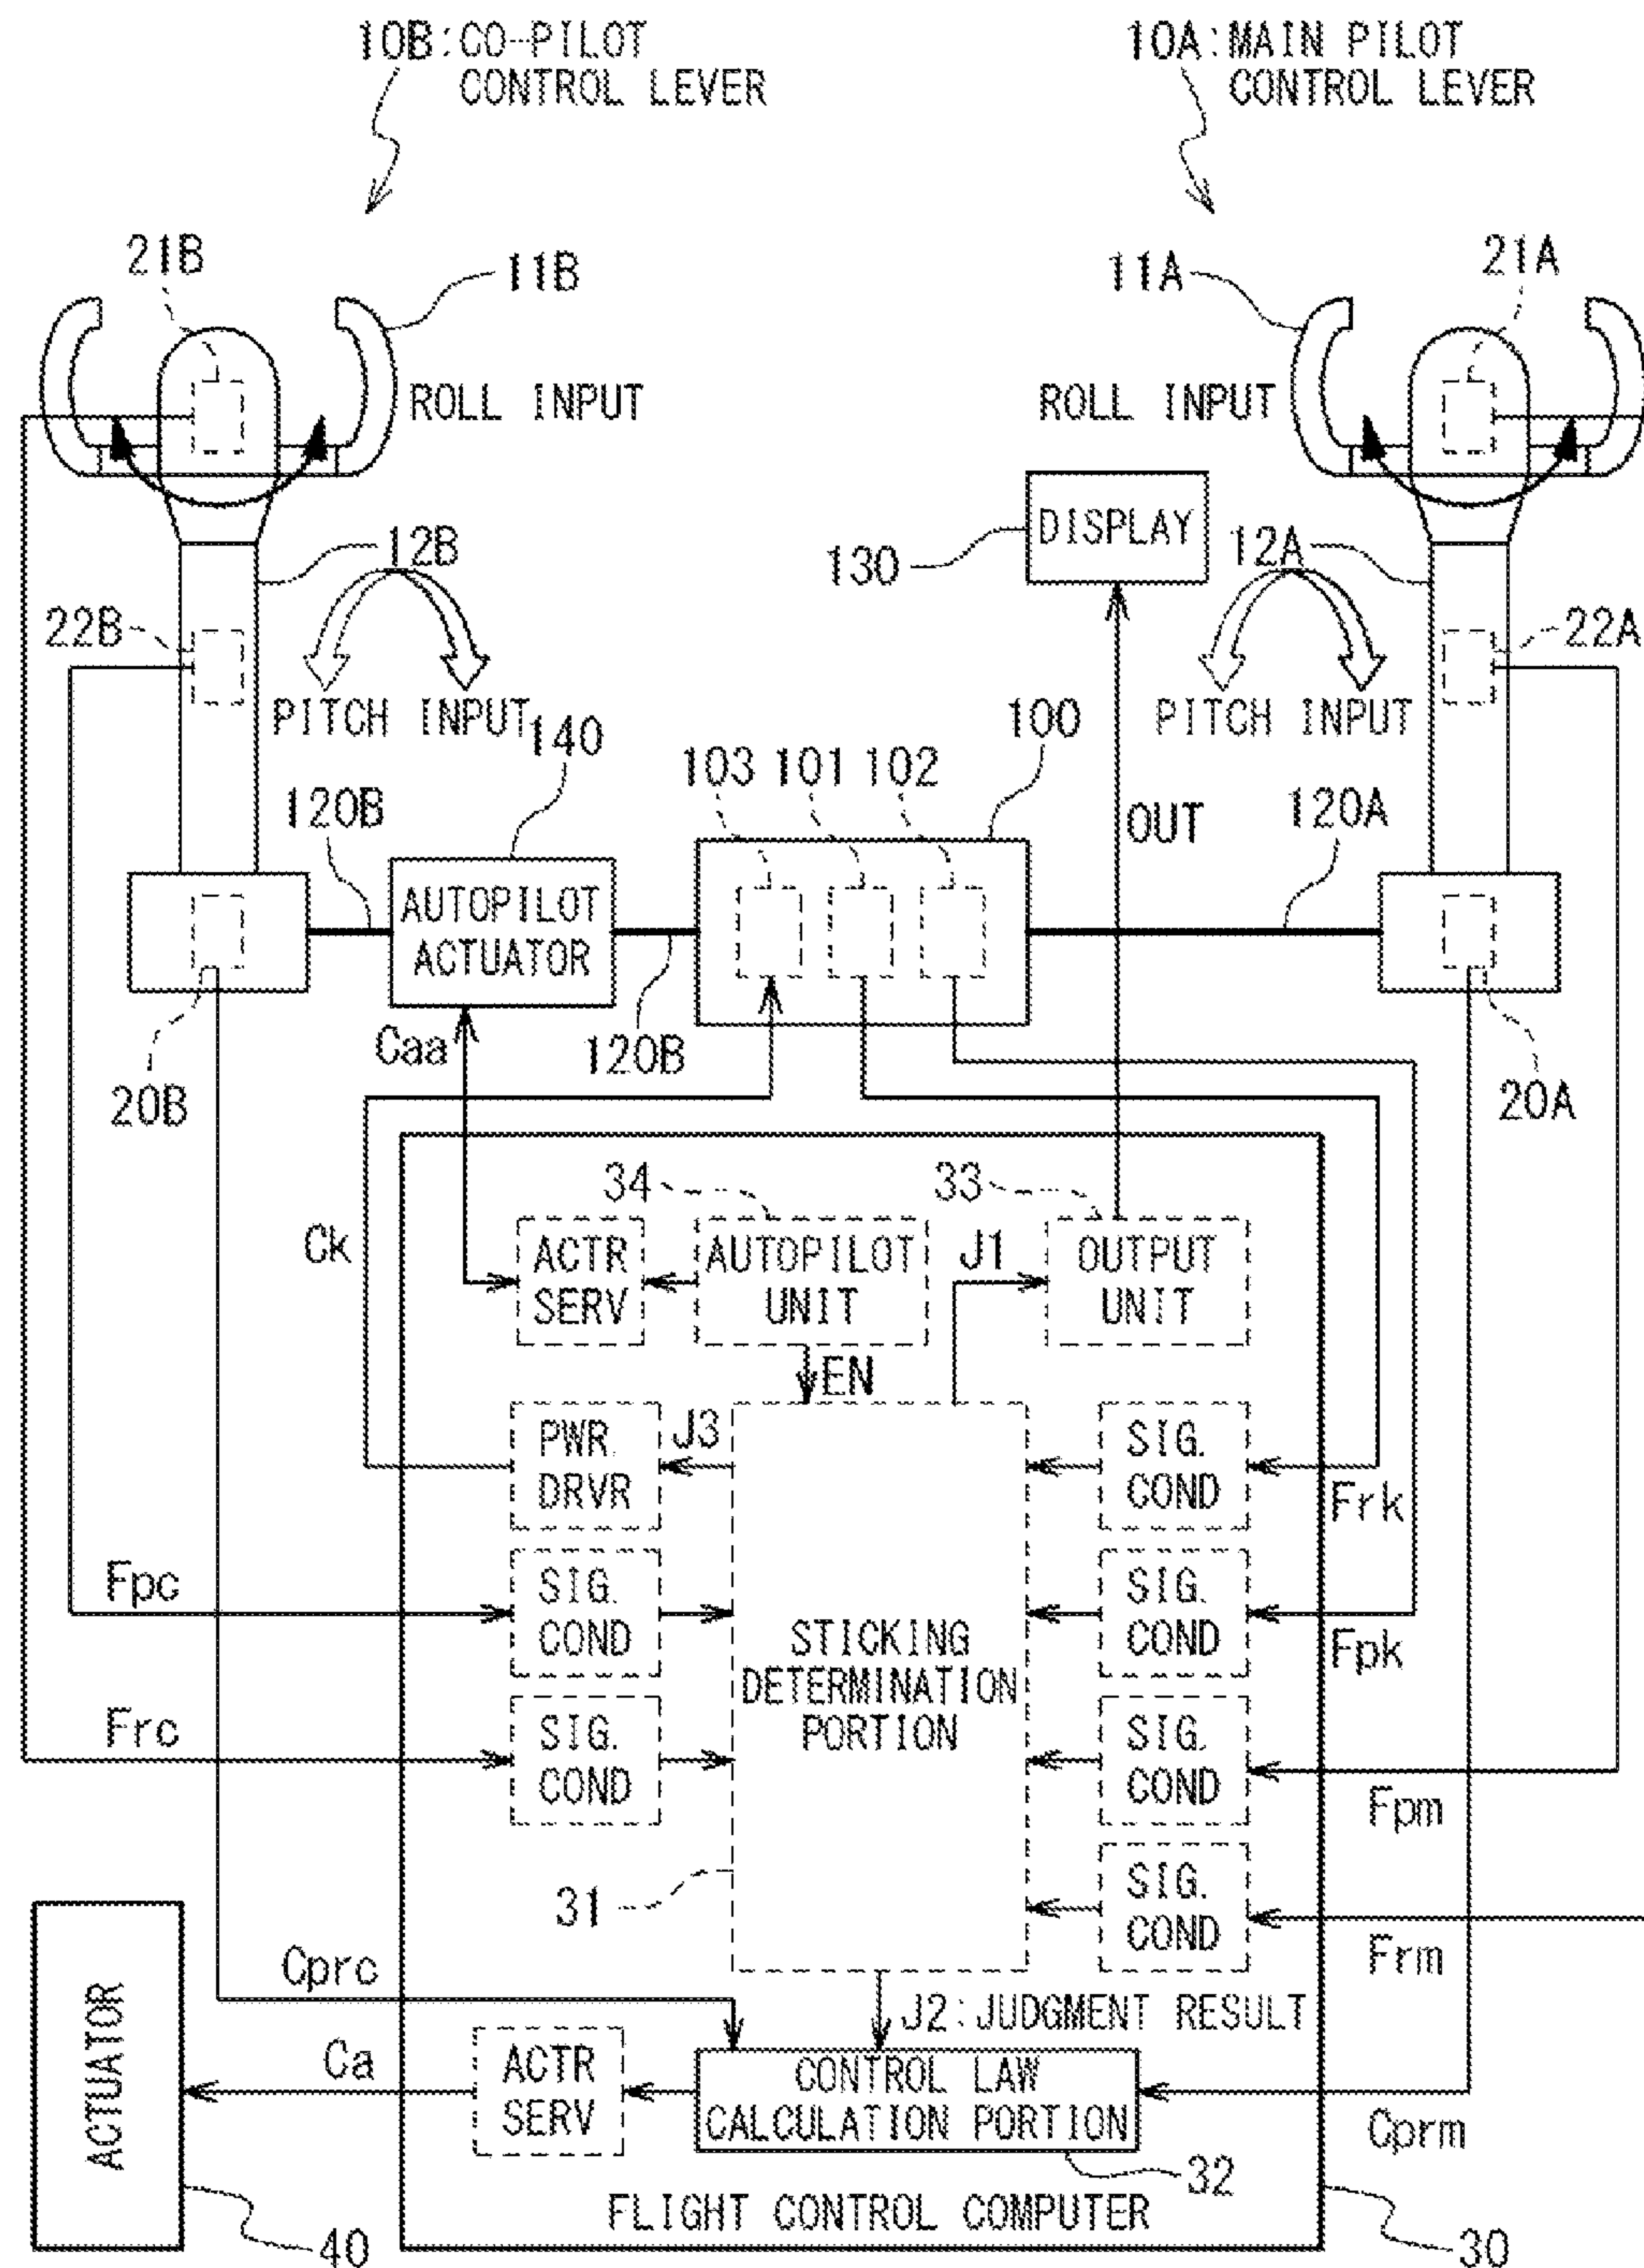 10B:CO-PILOT
CONTROL LEVER
10A:MAIN PILOT
CONTROL LEVER
21B
11B
11A
21A
ROLL INPUT
ROLL INPUT
DISPLAY
130
12B
12A
22B
22A
PITCH INPUT
PITCH INPUT
140
103
101
102
100
OUT
120B
120A
AUTOPILOT
ACTUATOR
Caa
120B
20B
20A
34
33
Ck
ACTR
SERV
AUTOPILOT
UNIT
J1
OUTPUT
UNIT
EN
PWR.
DRVR
J3
SIG.
COND
Frk
Fpc
SIG.
COND
STICKING
DETERMINATION
PORTION
SIG.
COND
Fpk
Frc
SIG.
COND
SIG.
COND
Fpm
31
SIG.
COND
Frm
Cprc
J2:JUDGMENT RESULT
ACTUATOR
Ca
ACTR
SERV
CONTROL LAW
CALCULATION PORTION
Cprm
32
FLIGHT CONTROL COMPUTER
40
30